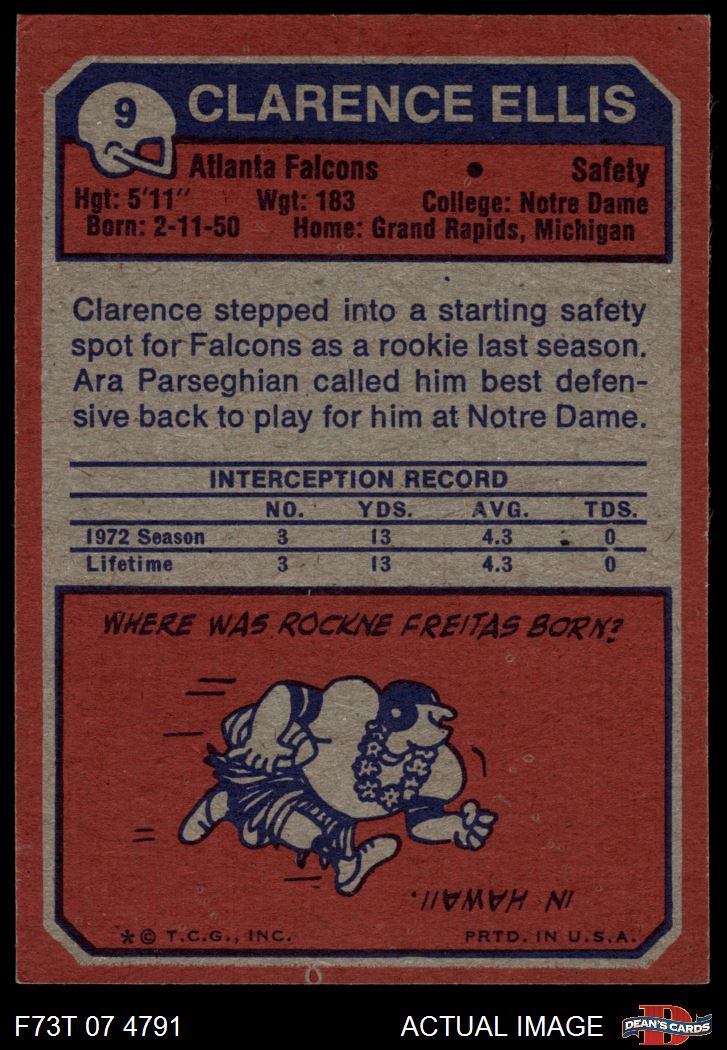 9
CLARENCE ELLIS
Atlanta Falcons • Safety
Hgt: 5'11" Wgt: 183 College: Notre Dame
Born: 2-11-50 Home: Grand Rapids, Michigan
Clarence stepped into a starting safety
spot for Falcons as a rookie last season.
Ara Parseghian called him best defen-
sive back to play for him at Notre Dame.
INTERCEPTION RECORD
NO. YDS. AVG. TDS.
1972 Season 3 13 4.3 0
Lifetime 3 13 4.3 0
WHERE WAS ROCKNE FREITAS BORN?
IN HAWAII.
*© T.C.G., INC. PRTD. IN U.S.A.
F73T 07 4791 ACTUAL IMAGE
D
DEAN'S CARDS